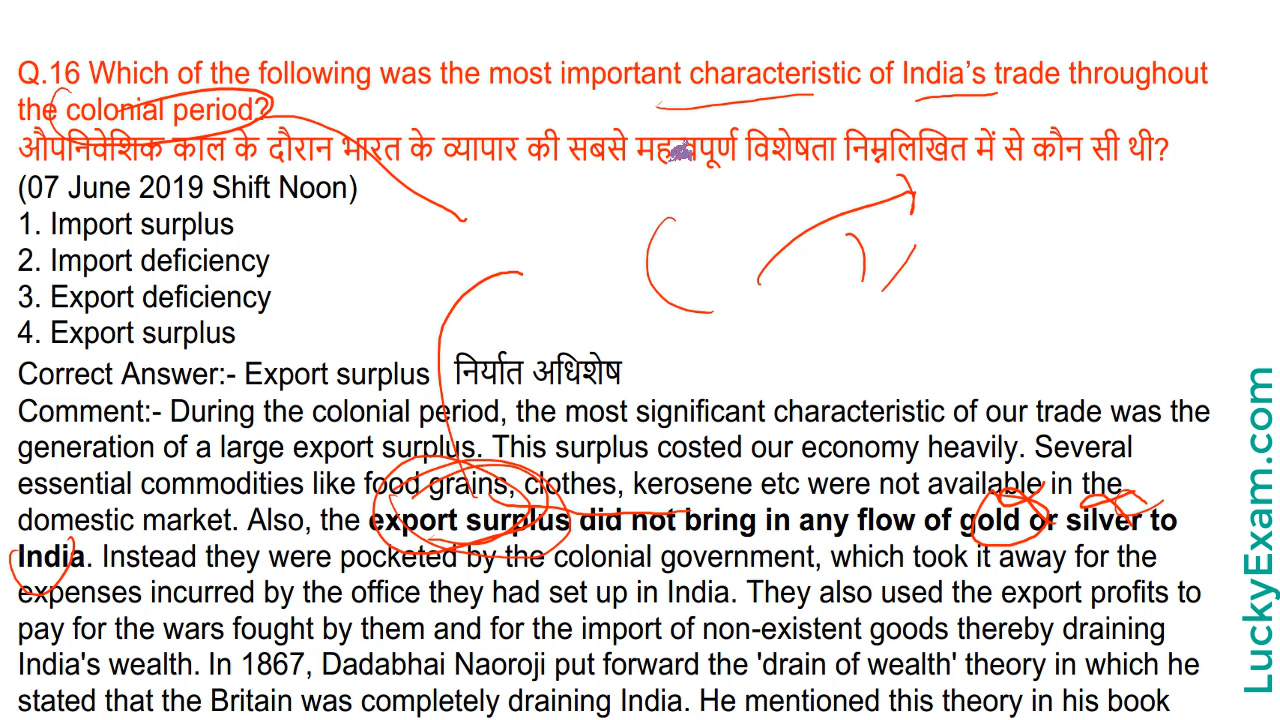 Q.16 Which of the following was the most important characteristic of India's trade throughout
the colonial period?
औपनिवेशिक काल के दौरान भारत के व्यापार की सबसे महत्वपूर्ण विशेषता निम्नलिखित में से कौन सी थी?
(07 June 2019 Shift Noon)
1. Import surplus
2. Import deficiency
3. Export deficiency
4. Export surplus
Correct Answer:- Export surplus निर्यात अधिशेष
Comment:- During the colonial period, the most significant characteristic of our trade was the
generation of a large export surplus. This surplus costed our economy heavily. Several
essential commodities like food grains, clothes, kerosene etc were not available in the
domestic market. Also, the export surplus did not bring in any flow of gold or silver to
India. Instead they were pocketed by the colonial government, which took it away for the
expenses incurred by the office they had set up in India. They also used the export profits to
pay for the wars fought by them and for the import of non-existent goods thereby draining
India's wealth. In 1867, Dadabhai Naoroji put forward the 'drain of wealth' theory in which he
stated that the Britain was completely draining India. He mentioned this theory in his book
LuckyExam.com